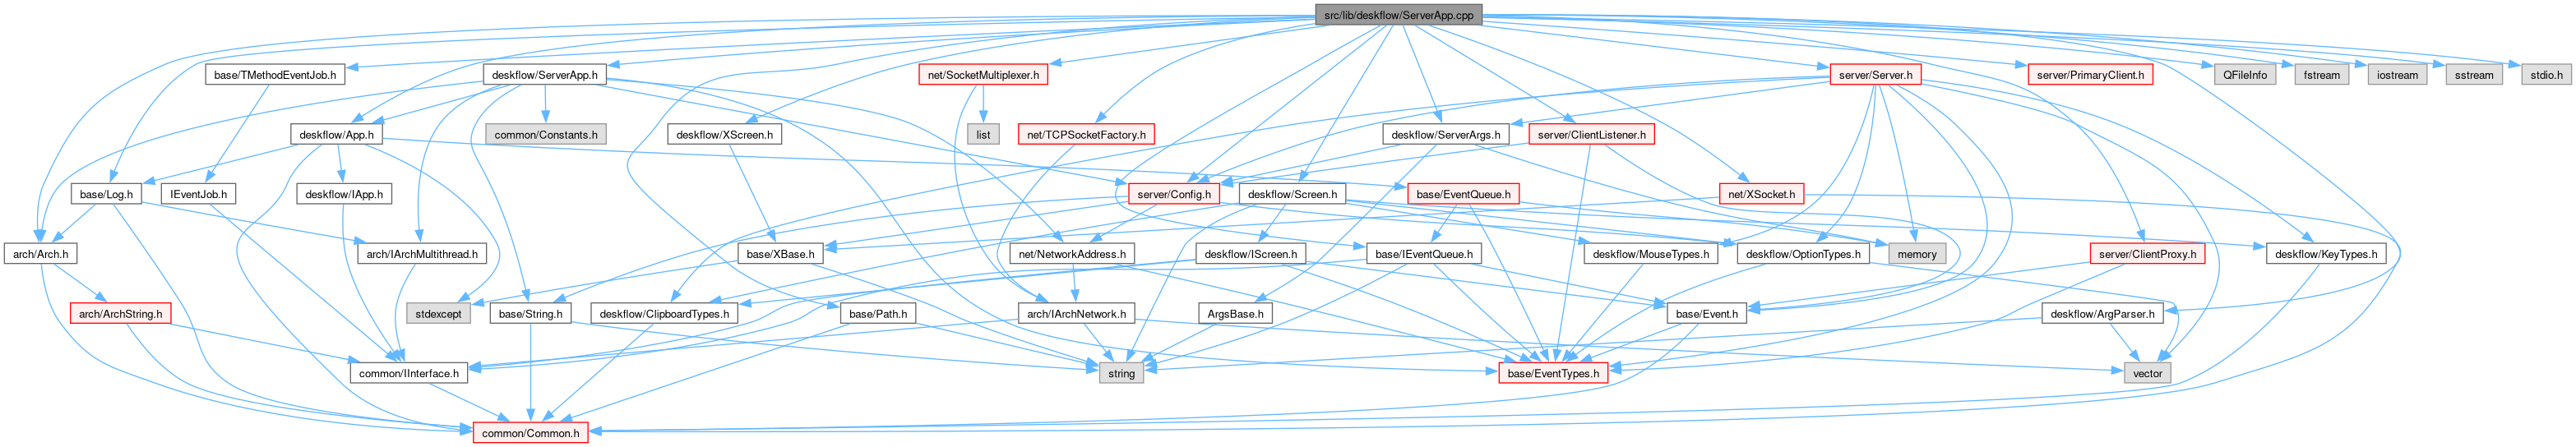 src/lib/deskflow/ServerApp.cpp
base/TMethodEventJob.h
deskflow/ServerApp.h
net/SocketMultiplexer.h
server/Server.h
server/PrimaryClient.h
QFileInfo
fstream
iostream
sstream
stdio.h
deskflow/App.h
common/Constants.h
deskflow/XScreen.h
list
net/TCPSocketFactory.h
deskflow/ServerArgs.h
server/ClientListener.h
base/Log.h
IEventJob.h
deskflow/IApp.h
server/Config.h
deskflow/Screen.h
base/EventQueue.h
net/XSocket.h
arch/Arch.h
arch/IArchMultithread.h
base/XBase.h
net/NetworkAddress.h
deskflow/IScreen.h
base/IEventQueue.h
deskflow/MouseTypes.h
deskflow/OptionTypes.h
memory
server/ClientProxy.h
deskflow/KeyTypes.h
arch/ArchString.h
stdexcept
base/String.h
deskflow/ClipboardTypes.h
base/Path.h
arch/IArchNetwork.h
ArgsBase.h
base/Event.h
deskflow/ArgParser.h
common/IInterface.h
string
base/EventTypes.h
vector
common/Common.h